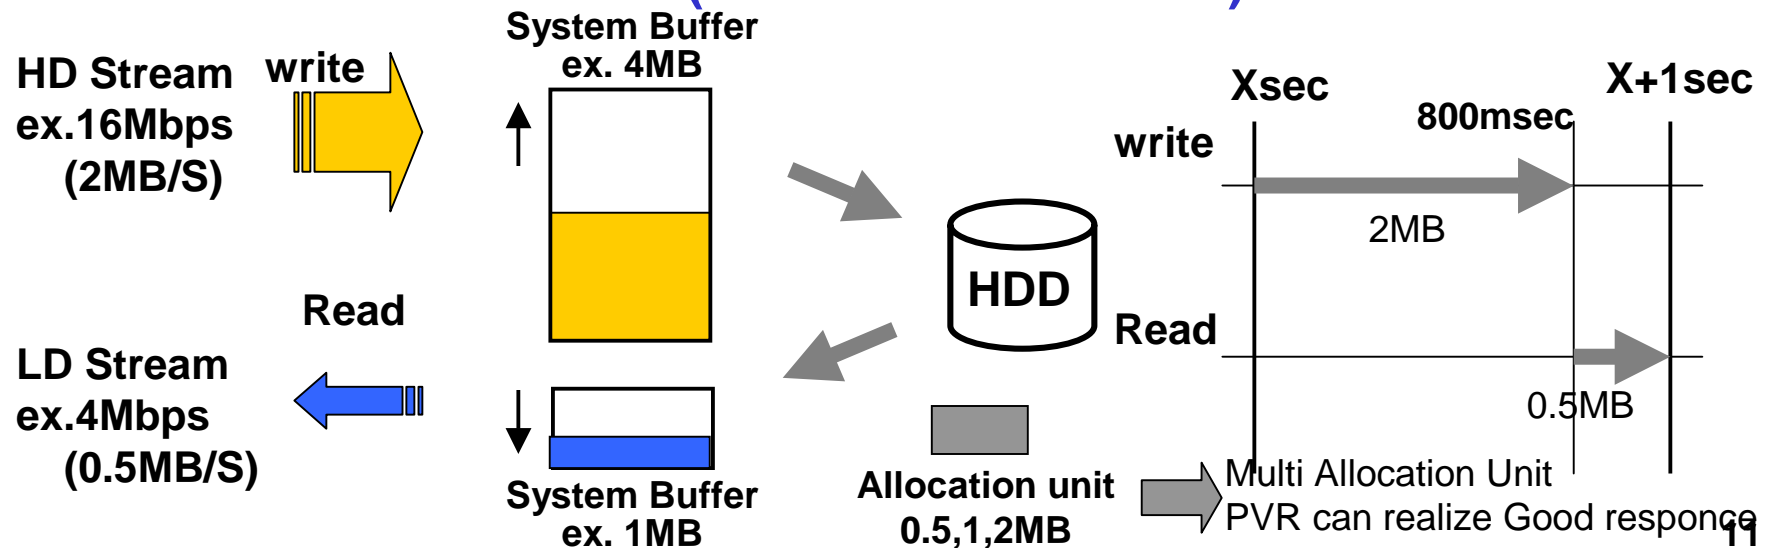 System Buffer
ex. 4MB
HD Stream
ex.16Mbps
(2MB/S)
write
Read
LD Stream
ex.4Mbps
(0.5MB/S)
System Buffer
ex. 1MB
HDD
Allocation unit
0.5,1,2MB
Xsec
X+1sec
800msec
write
2MB
Read
0.5MB
Multi Allocation Unit
PVR can realize Good responce
11